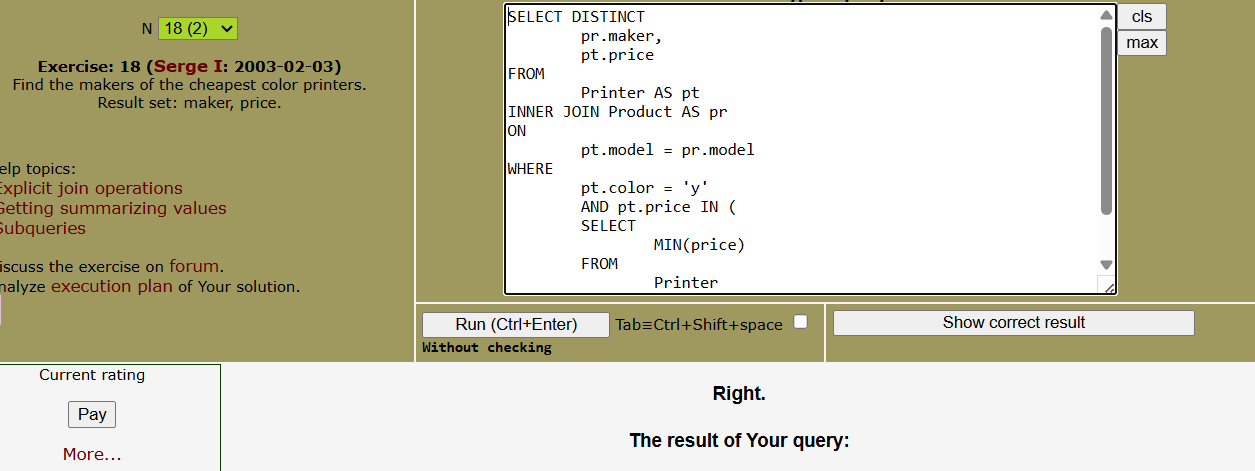 N 18 (2)
Exercise: 18 (Serge I: 2003-02-03)
Find the makers of the cheapest color printers.
Result set: maker, price.
elp topics:
Explicit join operations
Getting summarizing values
Subqueries
iscuss the exercise on forum.
nalyze execution plan of Your solution.
SELECT DISTINCT
pr.maker,
pt.price
FROM
Printer AS pt
INNER JOIN Product AS pr
ON
pt.model = pr.model
WHERE
pt.color = 'y'
AND pt.price IN (
SELECT
MIN(price)
FROM
Printer
cls
max
Run (Ctrl+Enter) Tab≡Ctrl+Shift+space
Without checking
Show correct result
Current rating
Pay
More...
Right.
The result of Your query: